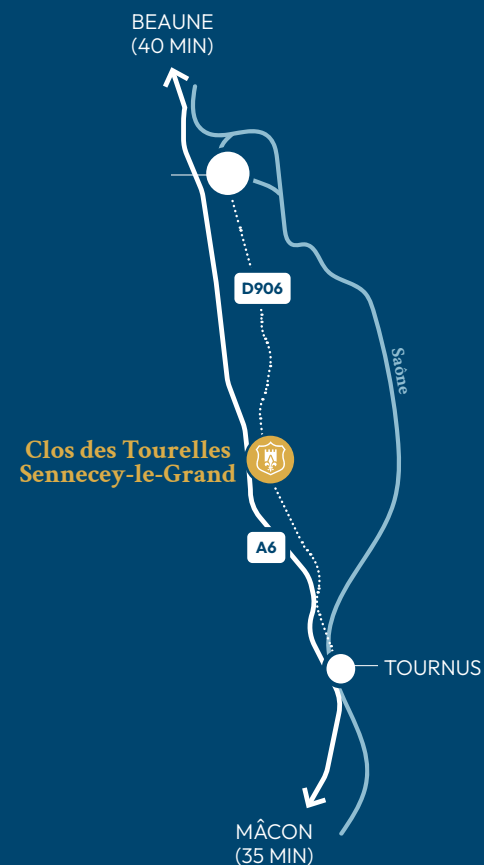 BEAUNE
(40 MIN)
D906
Saône
Clos des Tourelles
Sennecey-le-Grand
A6
TOURNUS
MÂCON
(35 MIN)